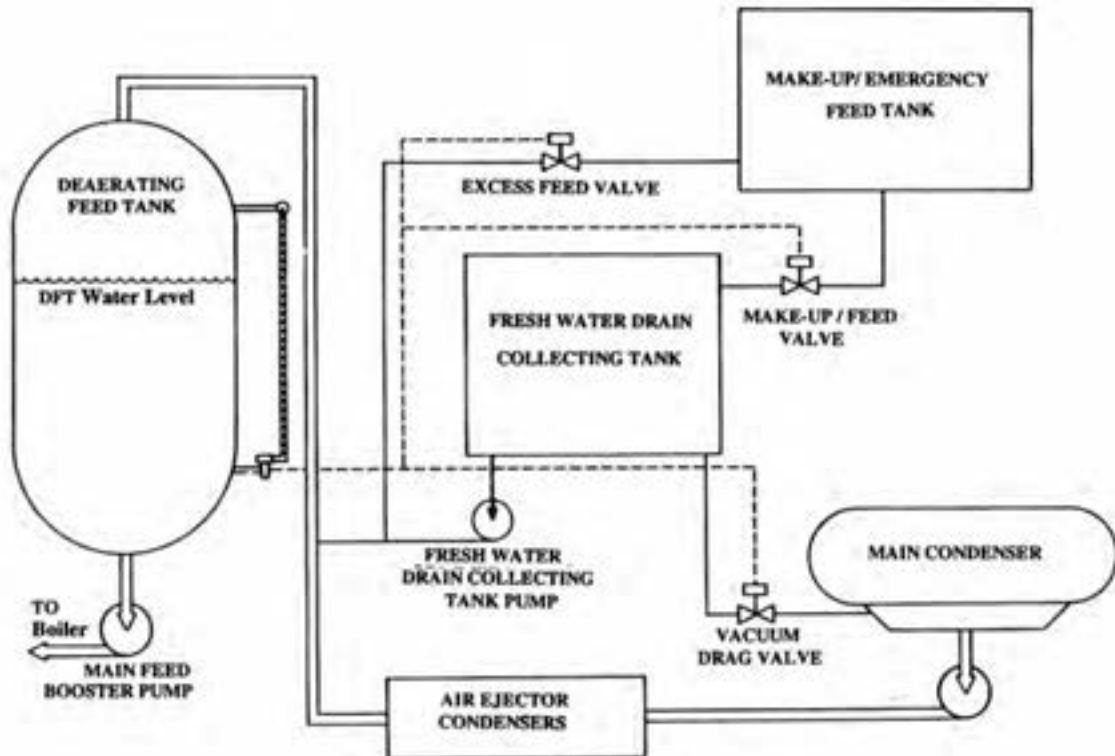 MAKE-UP/ EMERGENCY
FEED TANK
DEAERATING
FEED TANK
EXCESS FEED VALVE
DFT Water Level
FRESH WATER DRAIN
COLLECTING TANK
MAKE-UP / FEED
VALVE
MAIN CONDENSER
FRESH WATER
DRAIN COLLECTING
TANK PUMP
TO
Boiler
VACUUM
DRAG VALVE
MAIN FEED
BOOSTER PUMP
AIR EJECTOR
CONDENSERS